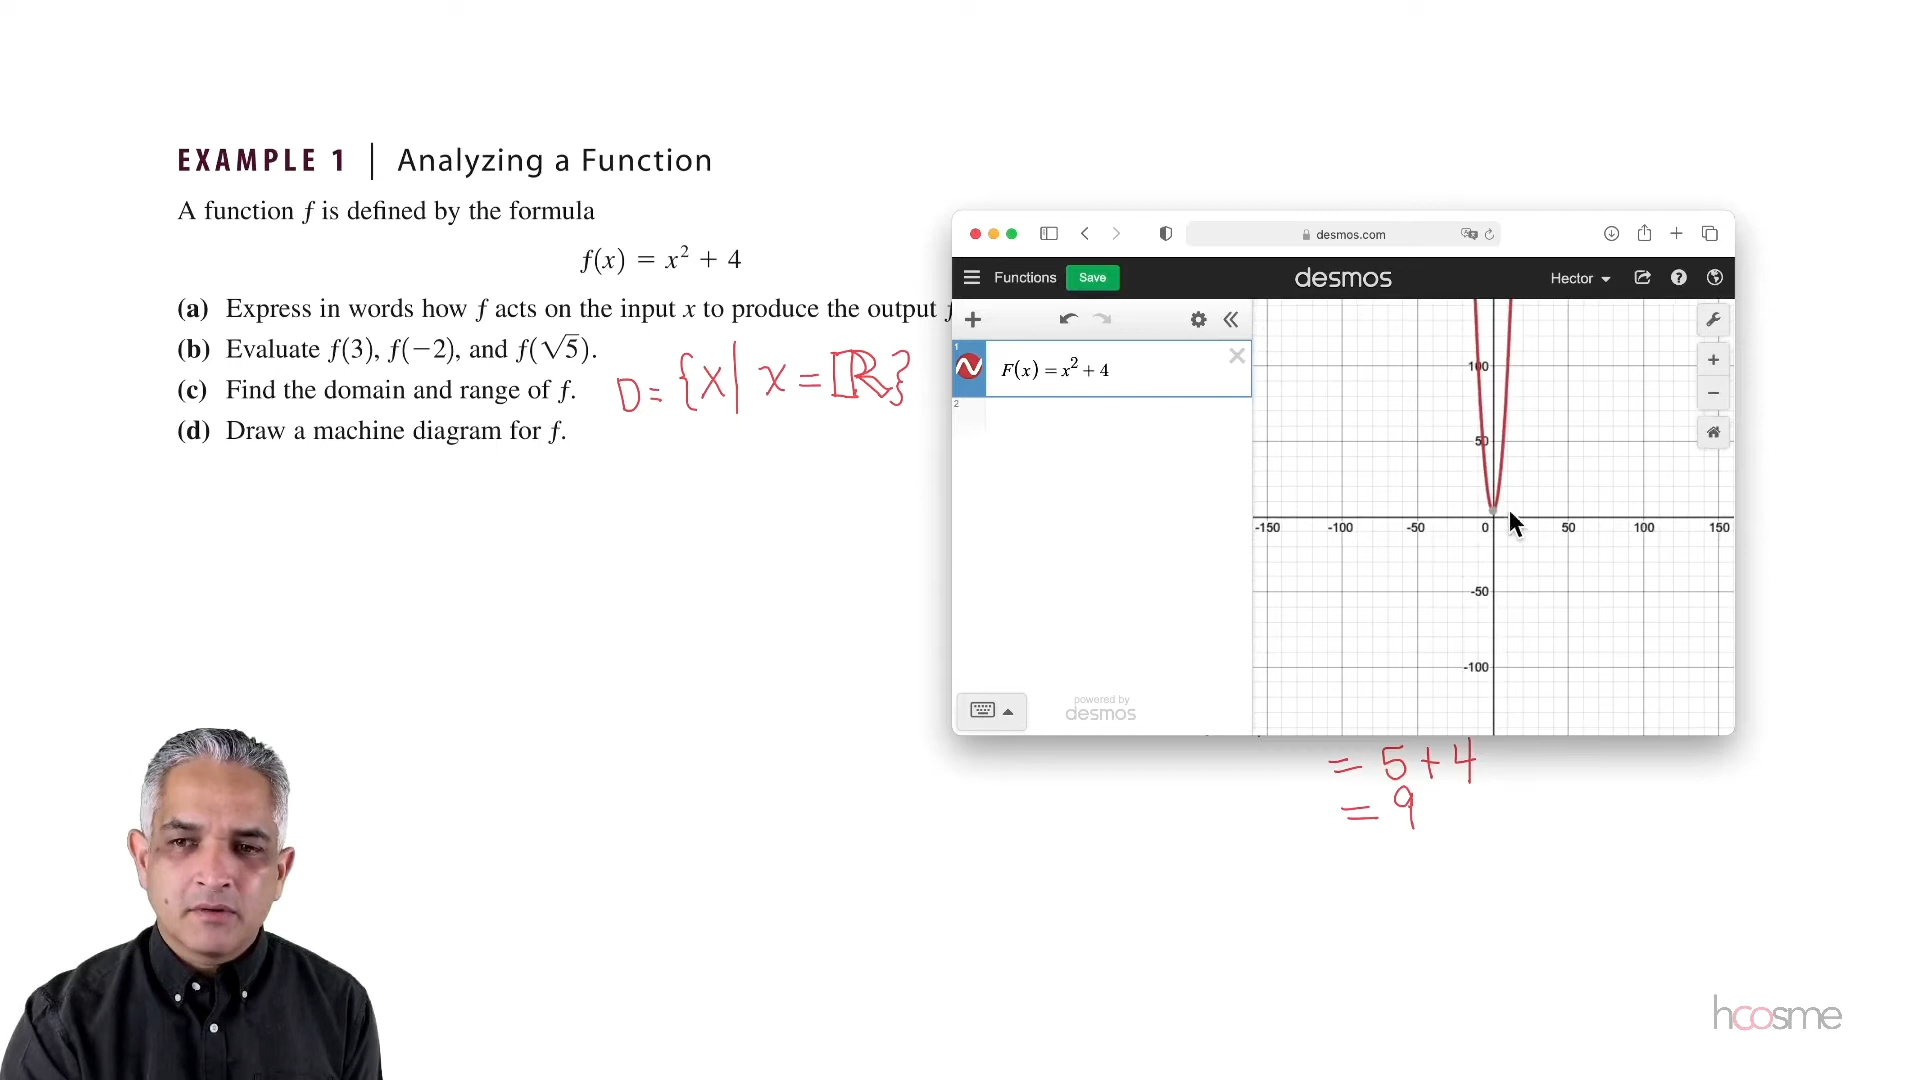 EXAMPLE 1 | Analyzing a Function
A function f is defined by the formula
f(x) = x² + 4
(a) Express in words how f acts on the input x to produce the output f
(b) Evaluate f(3), f(−2), and f(√5).
(c) Find the domain and range of f.
D = {x| x = ℝ}
(d) Draw a machine diagram for f.
desmos.com
Functions Save desmos Hector
1
F(x) = x² + 4
2
100
50
-150 -100 -50 0 50 100 150
-50
-100
powered by
desmos
= 5 + 4
= 9
hcosme